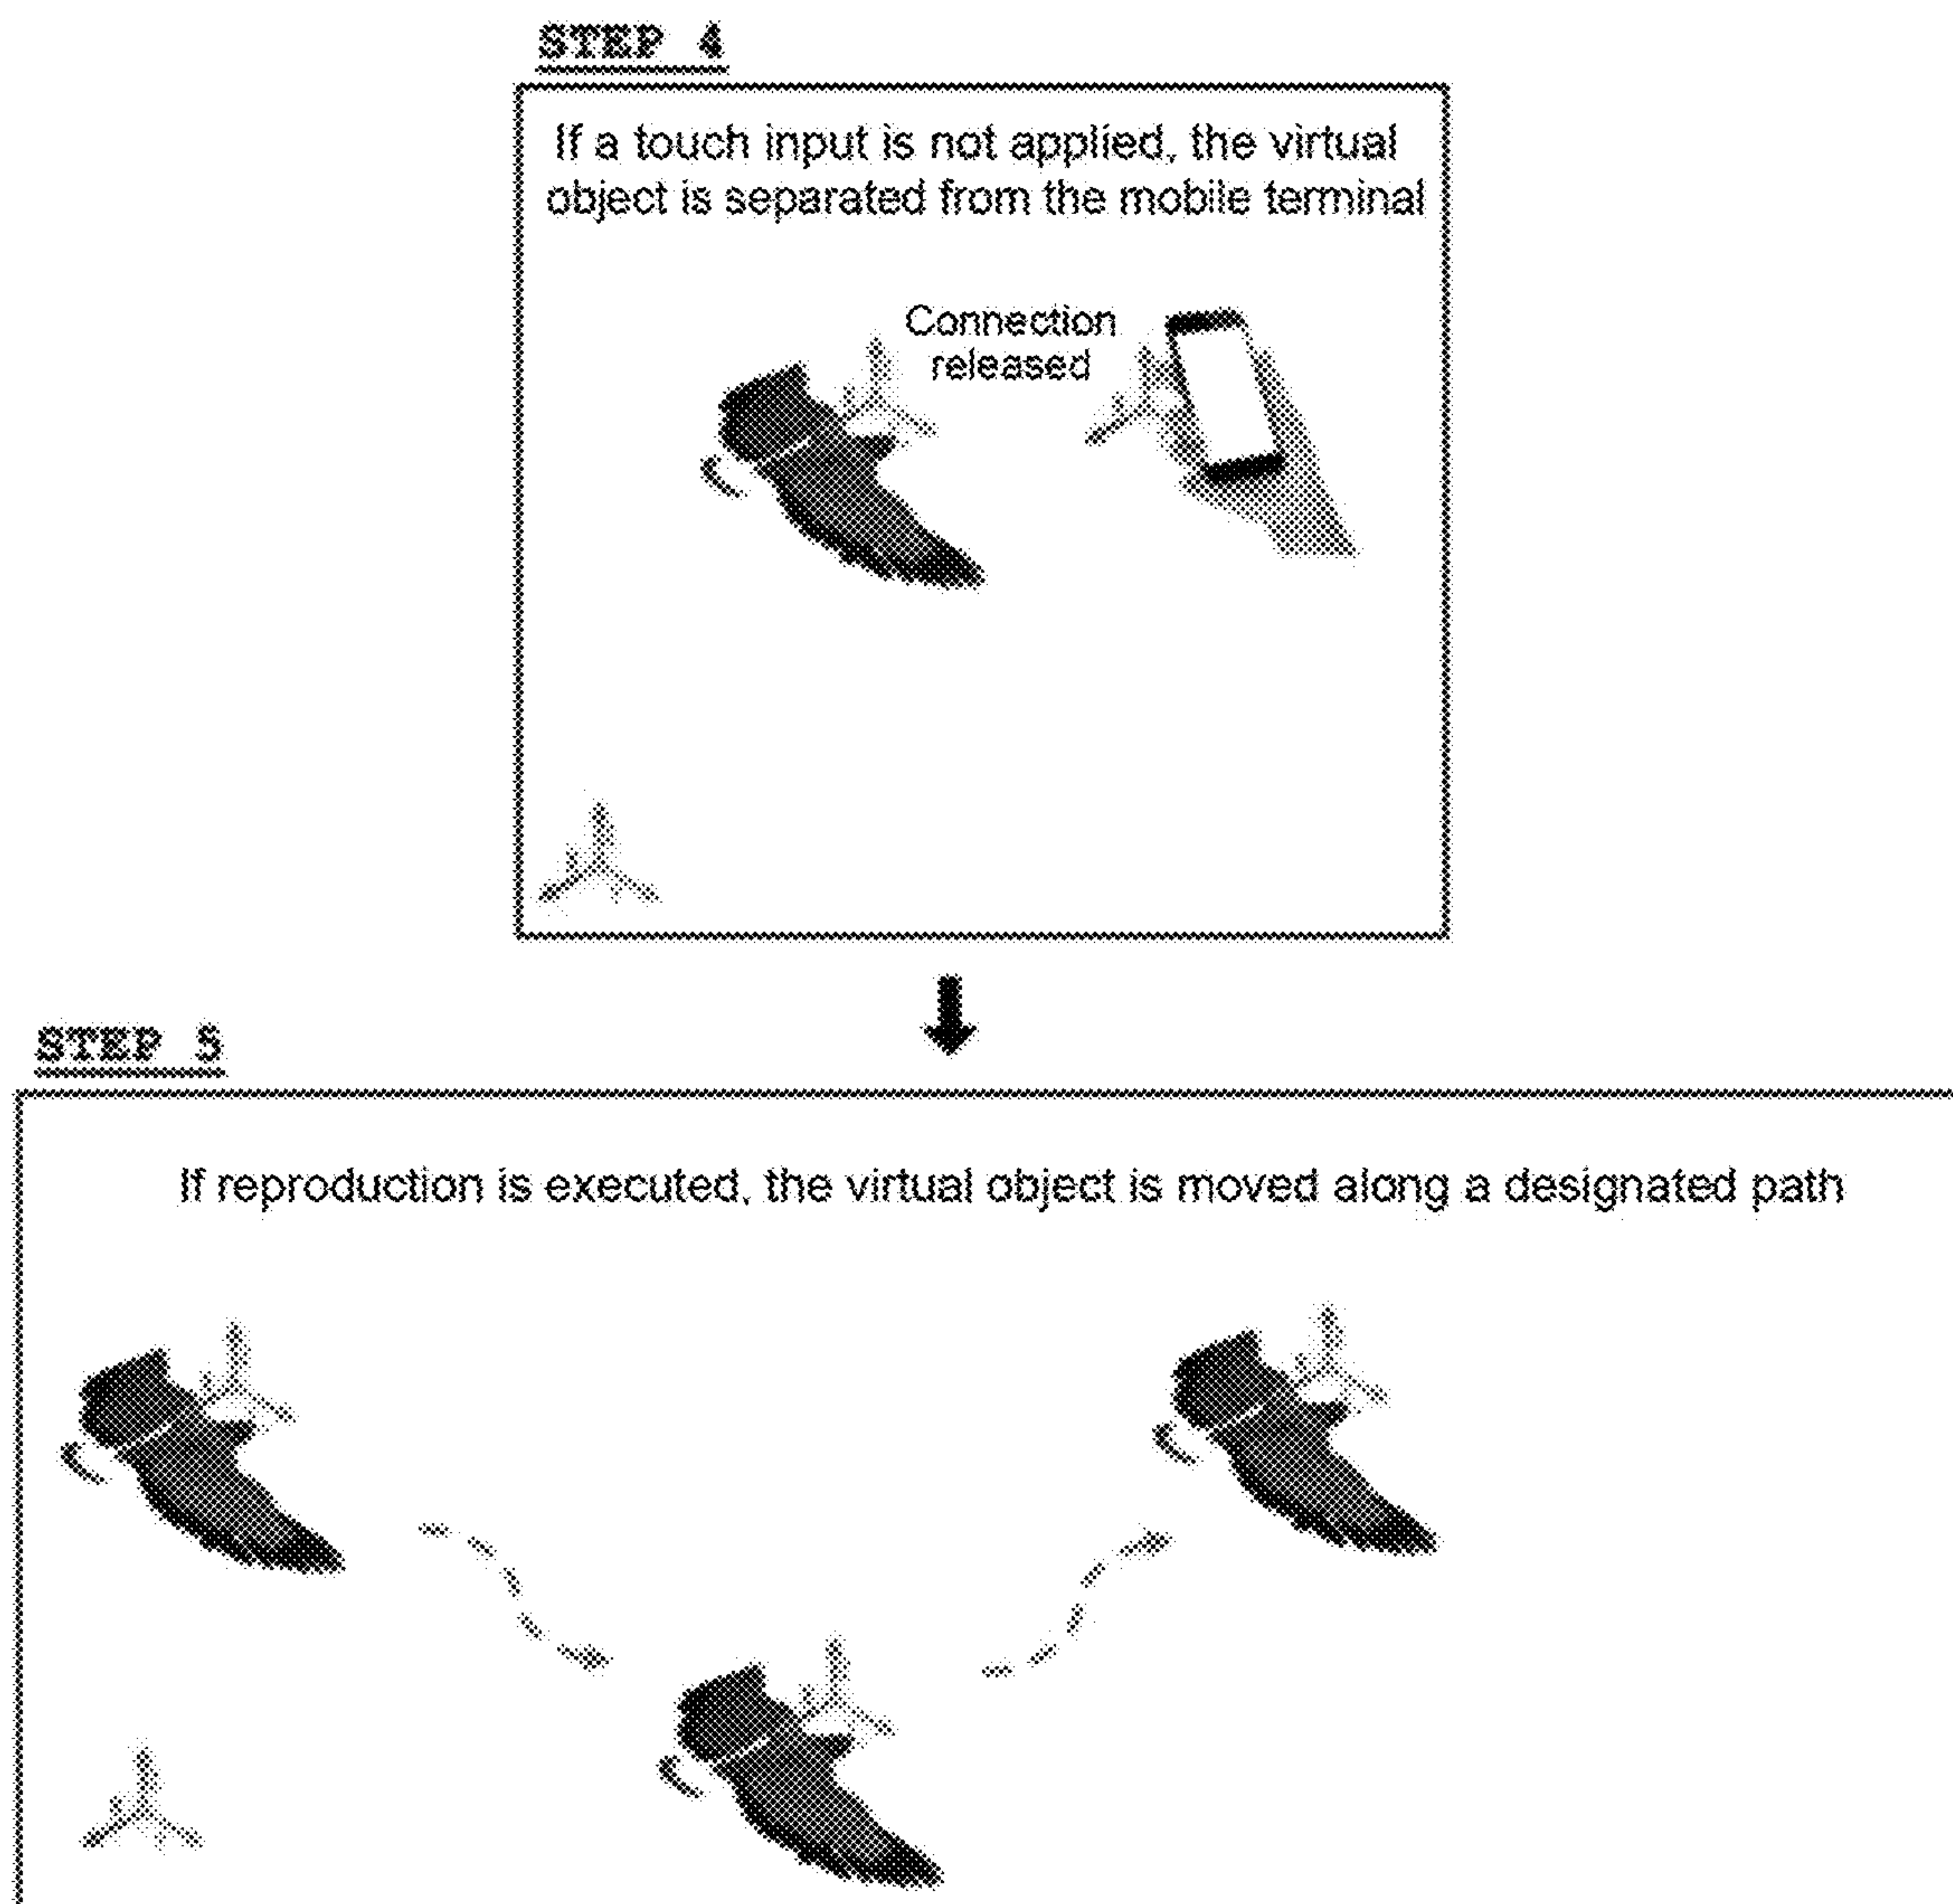 STEP 4
If a touch input is not applied, the virtual
object is separated from the mobile terminal
Connection
released
STEP 5
If reproduction is executed, the virtual object is moved along a designated path